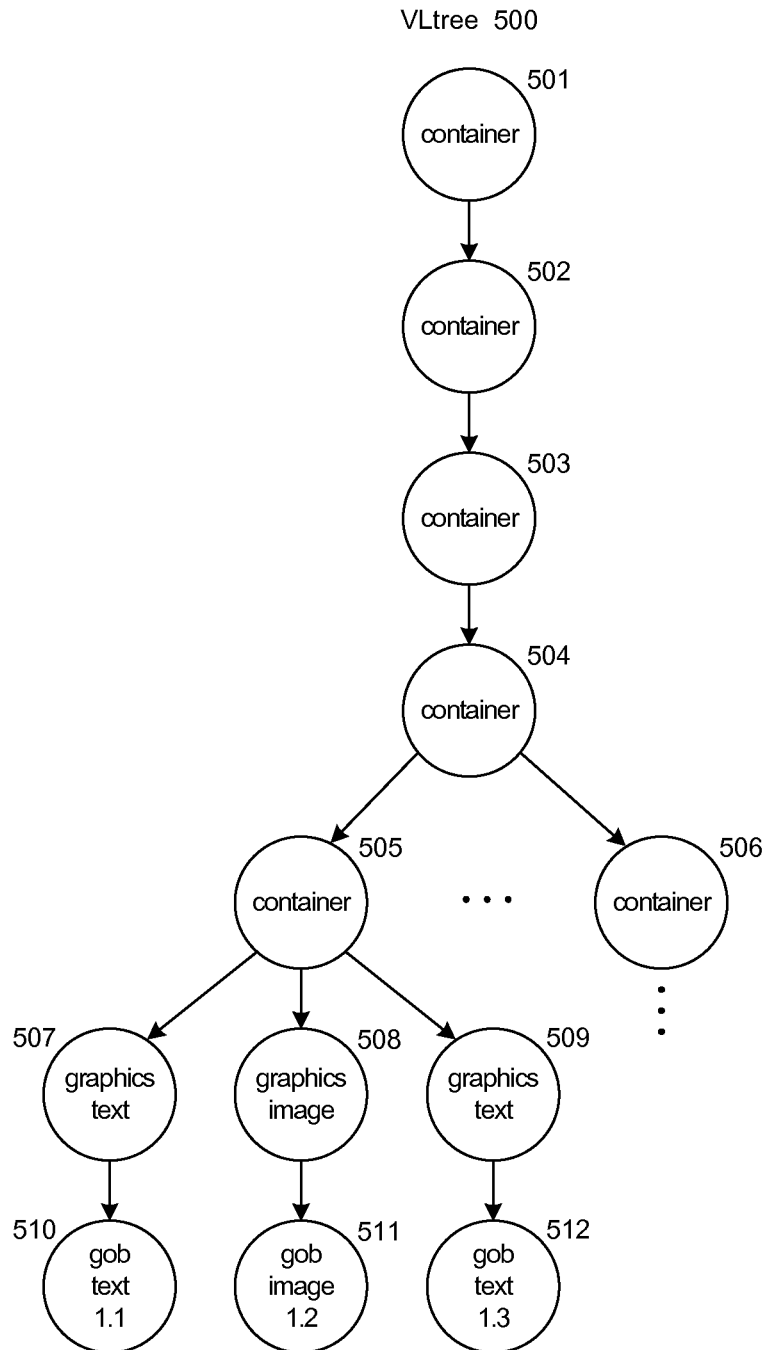 VLtree 500
501
container
502
container
503
container
504
container
505
506
container
container
507
508
509
graphics
text
graphics
image
graphics
text
510
511
512
gob
text
1.1
gob
image
1.2
gob
text
1.3